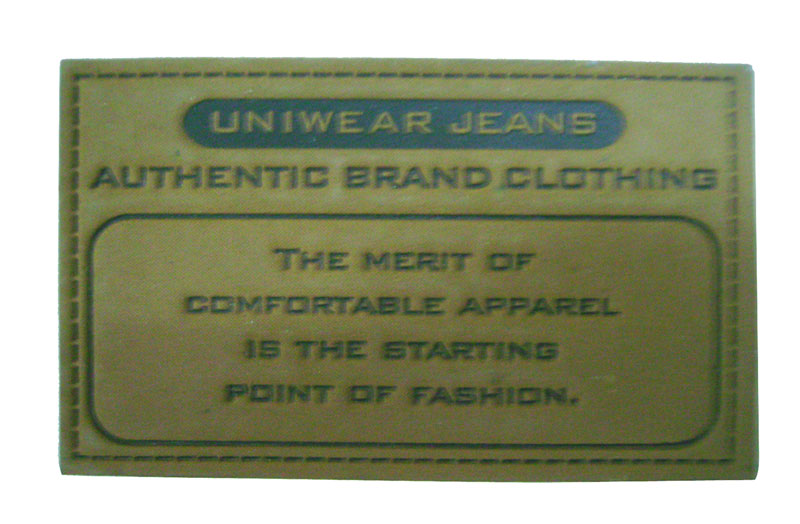 UNIWEAR JEANS
AUTHENTIC BRAND CLOTHING
THE MERIT OF
COMFORTABLE APPAREL
IS THE STARTING
POINT OF FASHION.